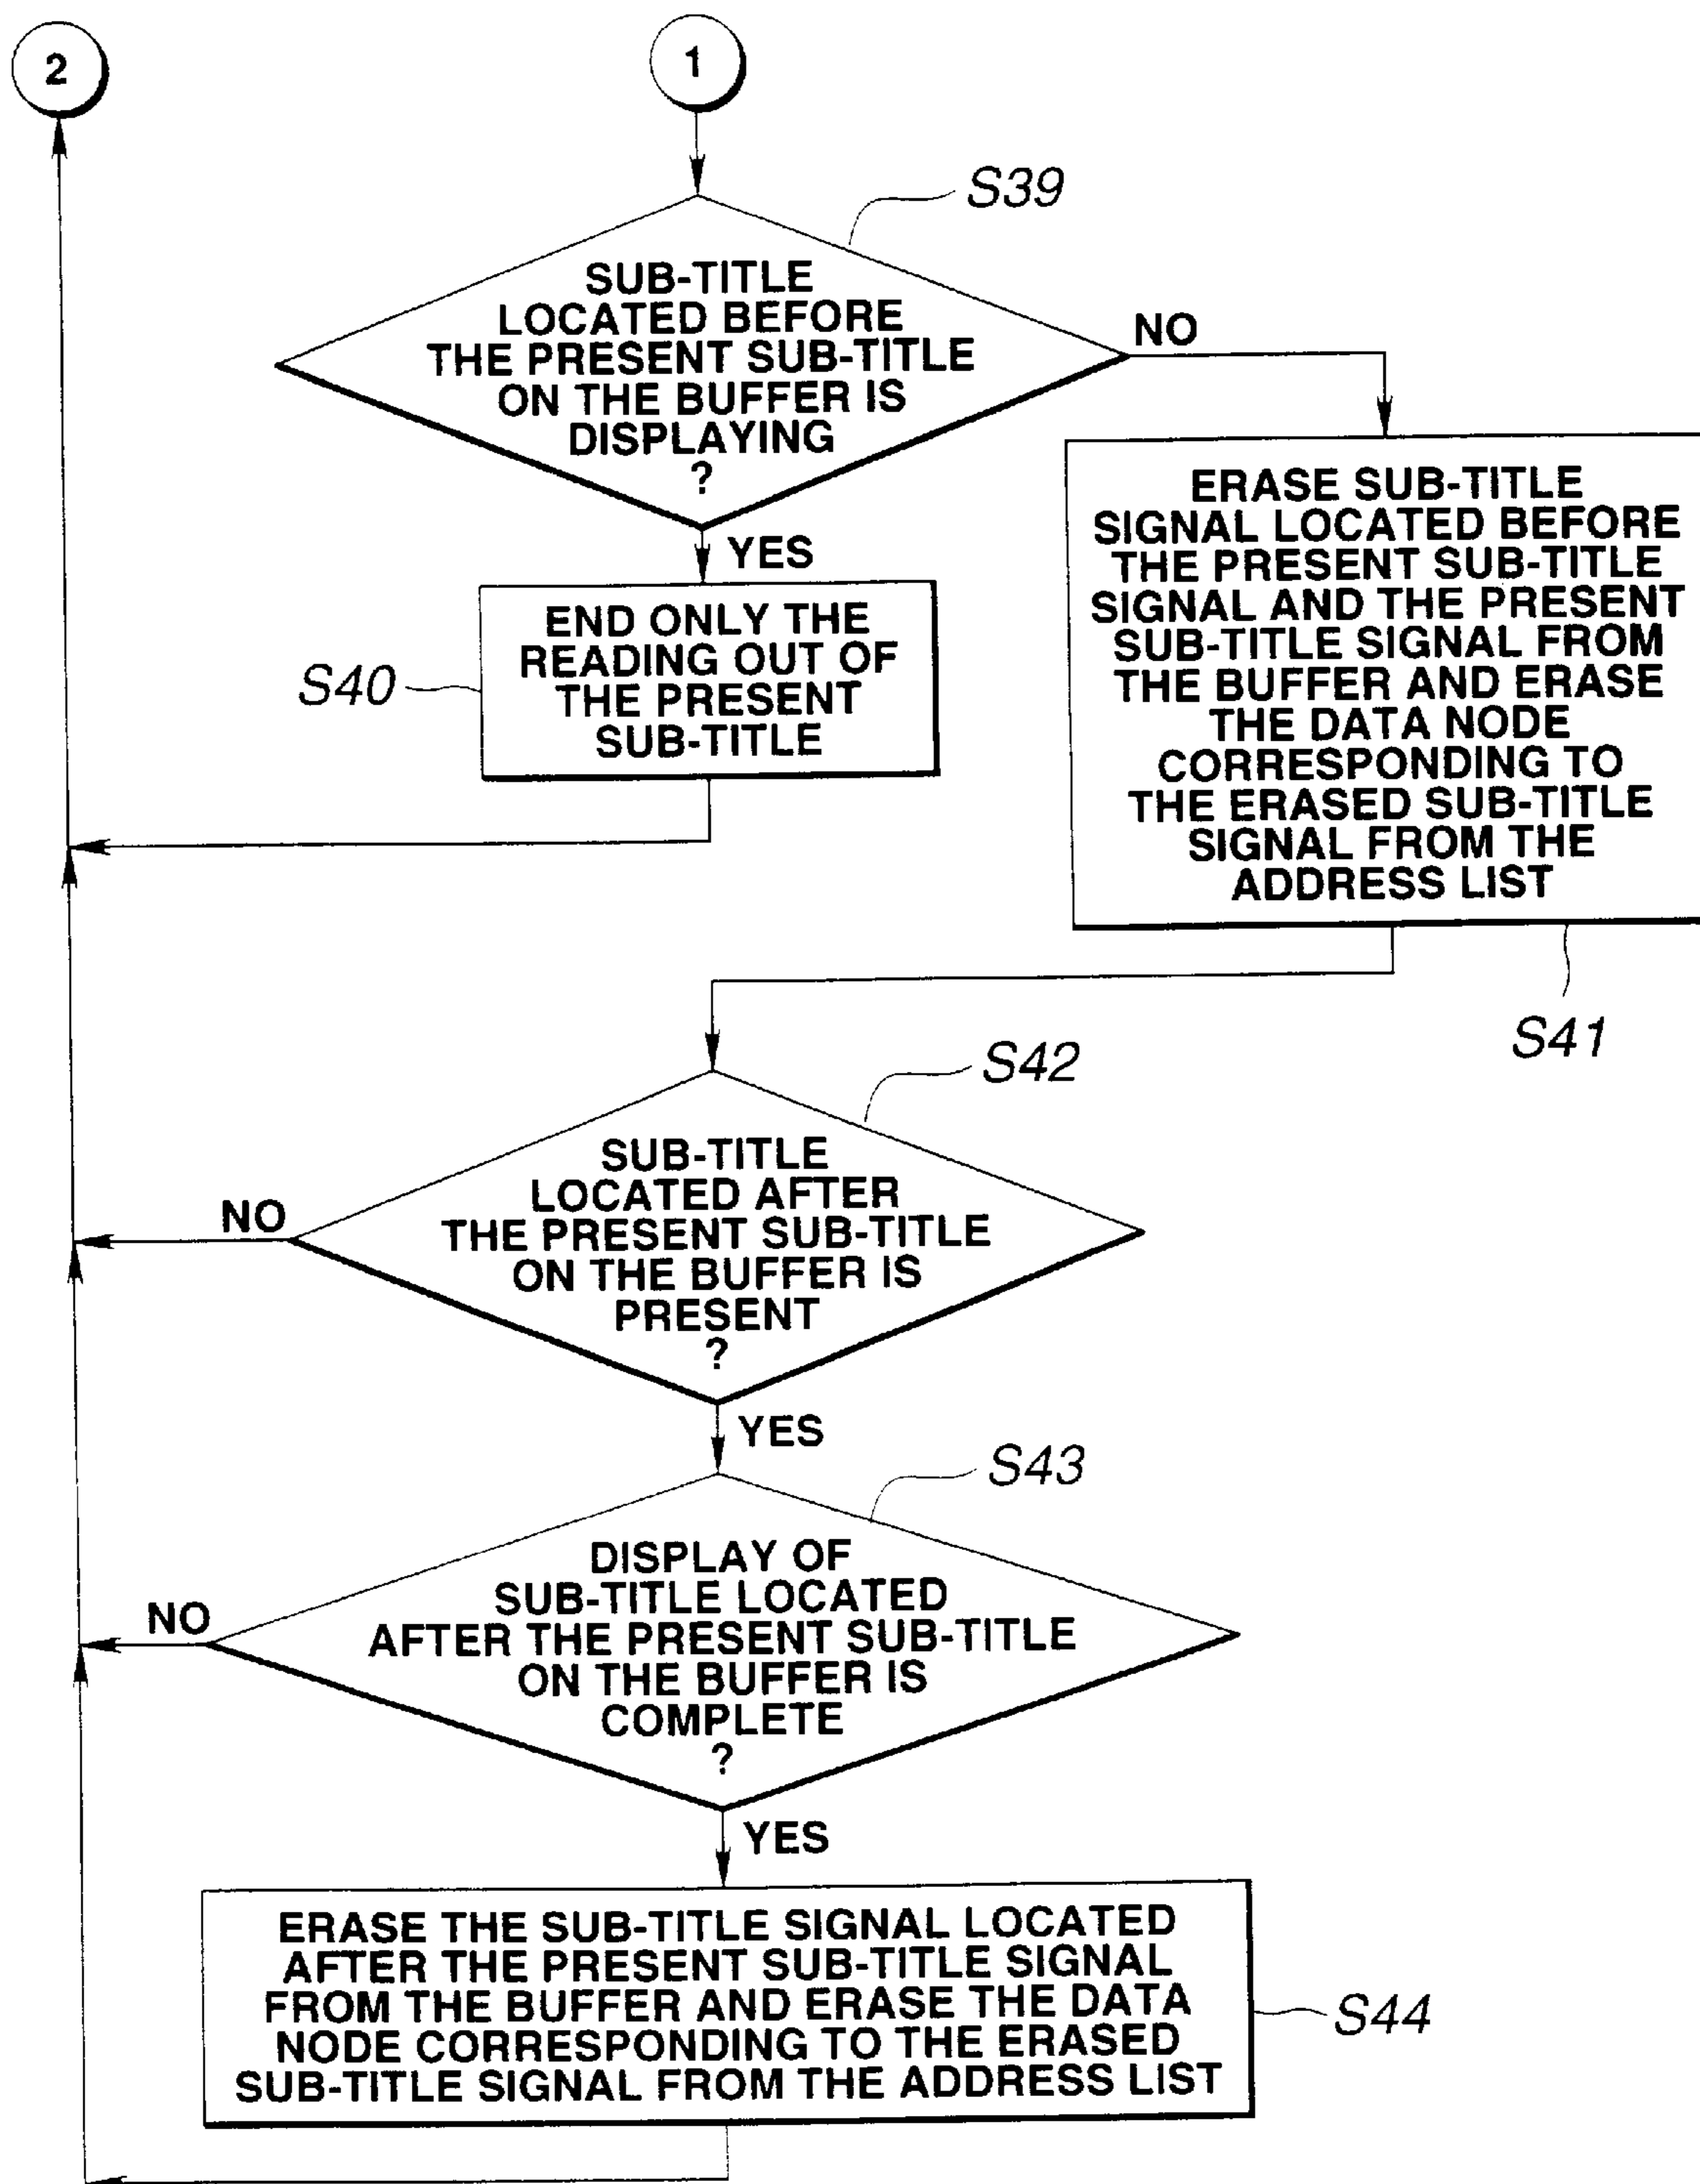 2
1
S39
SUB-TITLE
LOCATED BEFORE
THE PRESENT SUB-TITLE
ON THE BUFFER IS
DISPLAYING
?
NO
YES
END ONLY THE
READING OUT OF
THE PRESENT
SUB-TITLE
S40
ERASE SUB-TITLE
SIGNAL LOCATED BEFORE
THE PRESENT SUB-TITLE
SIGNAL AND THE PRESENT
SUB-TITLE SIGNAL FROM
THE BUFFER AND ERASE
THE DATA NODE
CORRESPONDING TO
THE ERASED SUB-TITLE
SIGNAL FROM THE
ADDRESS LIST
S41
S42
SUB-TITLE
LOCATED AFTER
THE PRESENT SUB-TITLE
ON THE BUFFER IS
PRESENT
?
NO
YES
S43
DISPLAY OF
SUB-TITLE LOCATED
AFTER THE PRESENT SUB-TITLE
ON THE BUFFER IS
COMPLETE
?
NO
YES
ERASE THE SUB-TITLE SIGNAL LOCATED
AFTER THE PRESENT SUB-TITLE SIGNAL
FROM THE BUFFER AND ERASE THE DATA
NODE CORRESPONDING TO THE ERASED
SUB-TITLE SIGNAL FROM THE ADDRESS LIST
S44